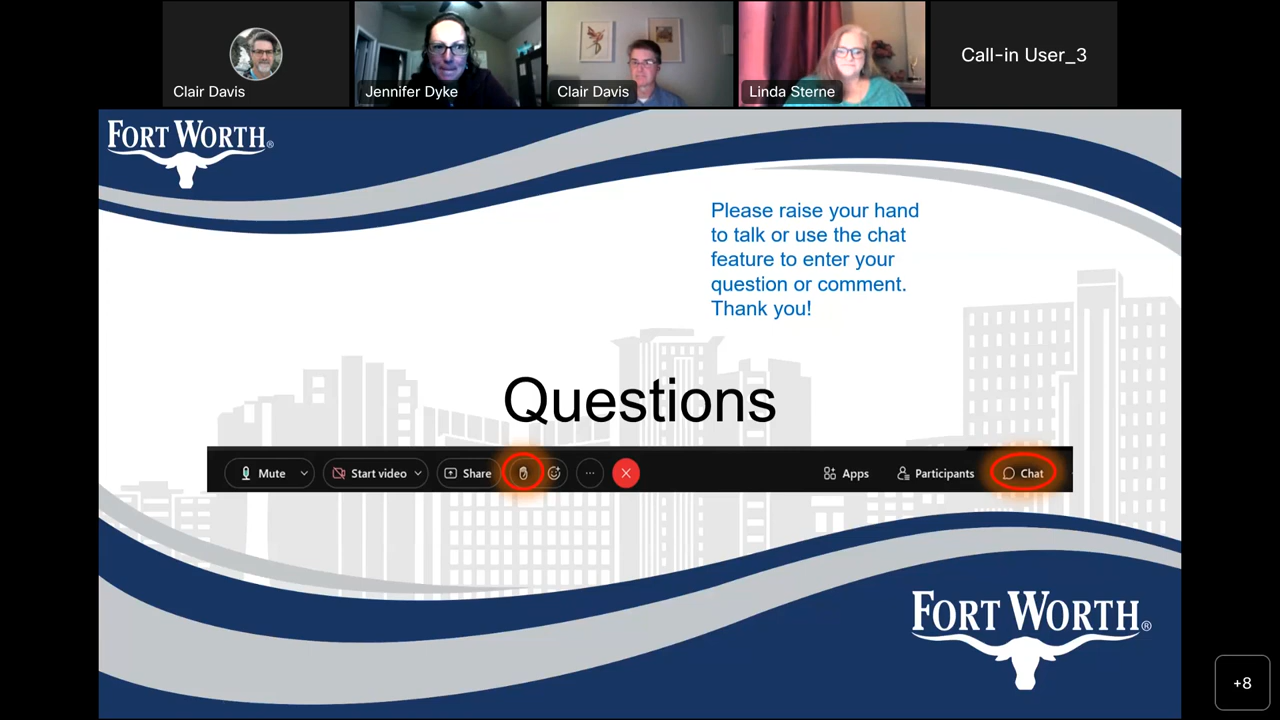 Clair Davis
Jennifer Dyke
Clair Davis
Linda Sterne
Call-in User_3
FORT WORTH®
Please raise your hand
to talk or use the chat
feature to enter your
question or comment.
Thank you!
Questions
Mute
Start video
Share
Apps
Participants
Chat
FORT WORTH®
+8